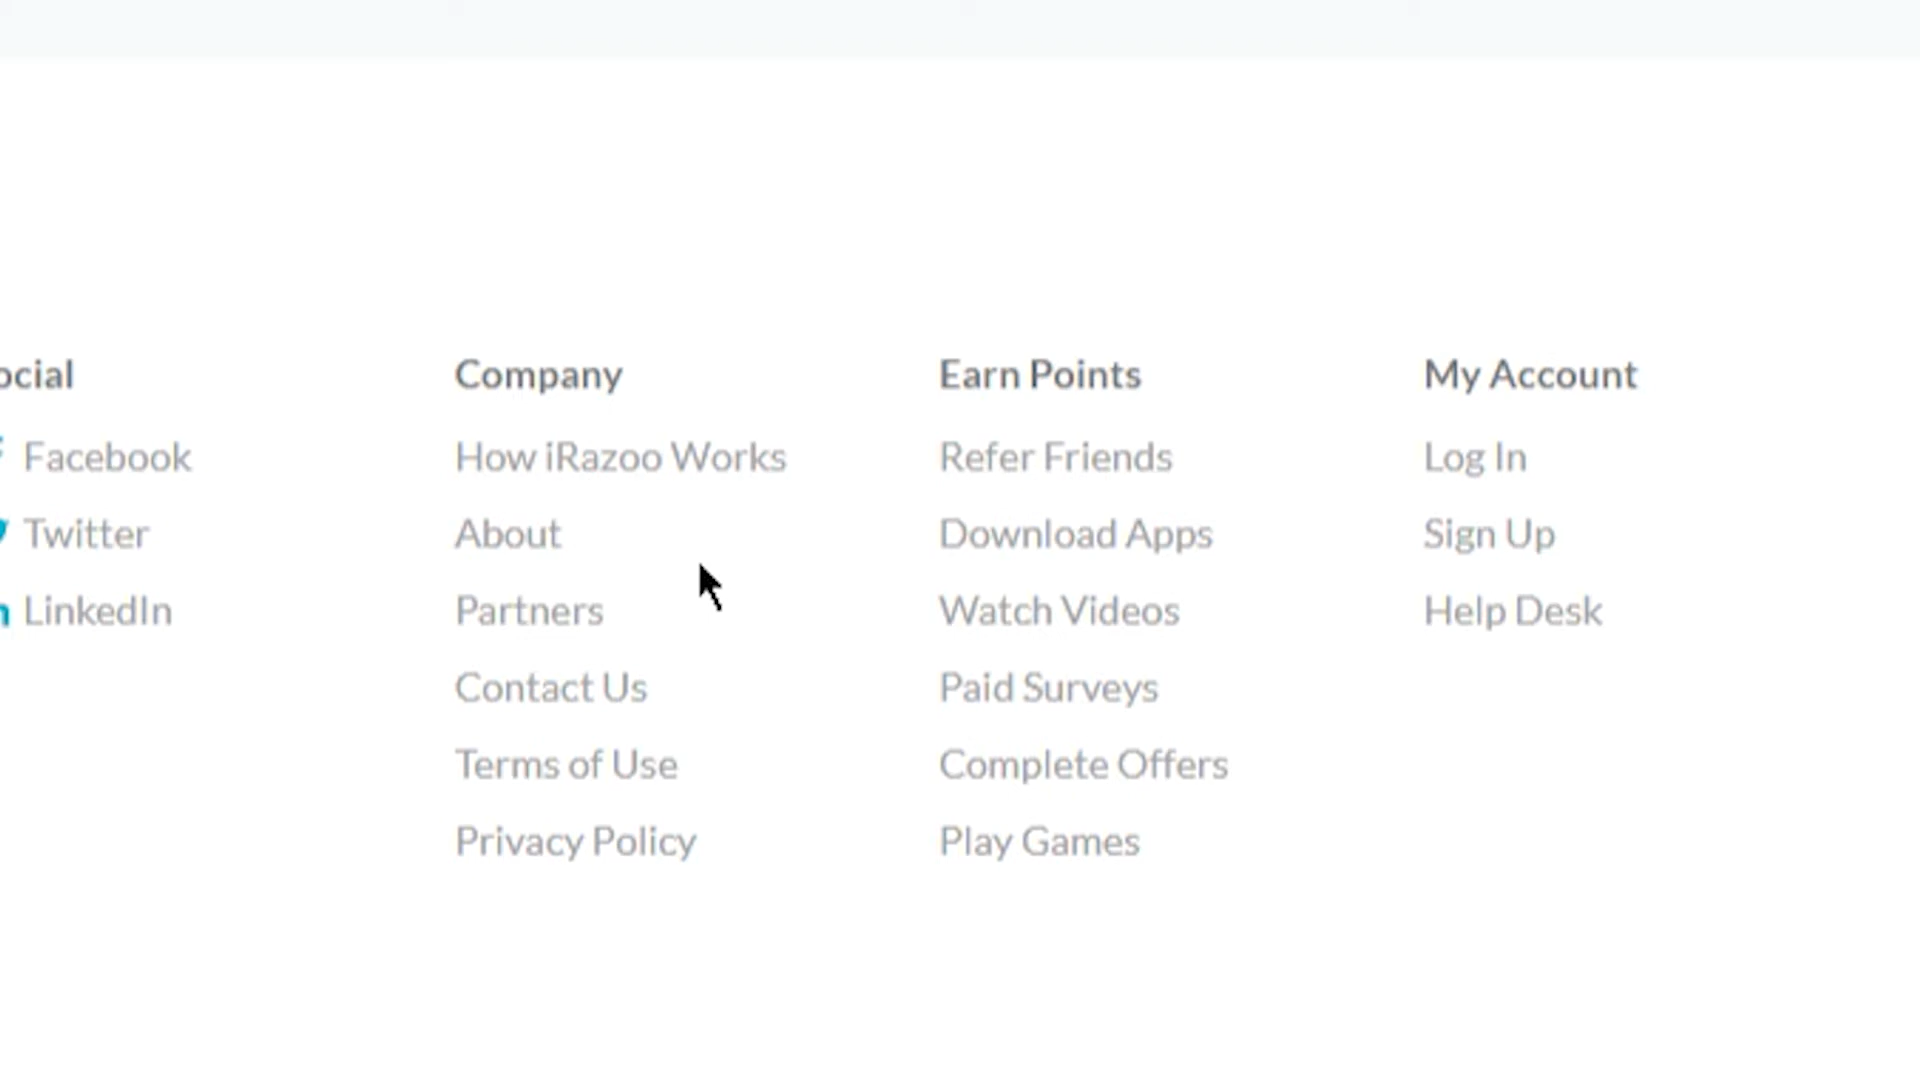 ocial
Facebook
Twitter
LinkedIn
Company
How iRazoo Works
About
Partners
Contact Us
Terms of Use
Privacy Policy
Earn Points
Refer Friends
Download Apps
Watch Videos
Paid Surveys
Complete Offers
Play Games
My Account
Log In
Sign Up
Help Desk